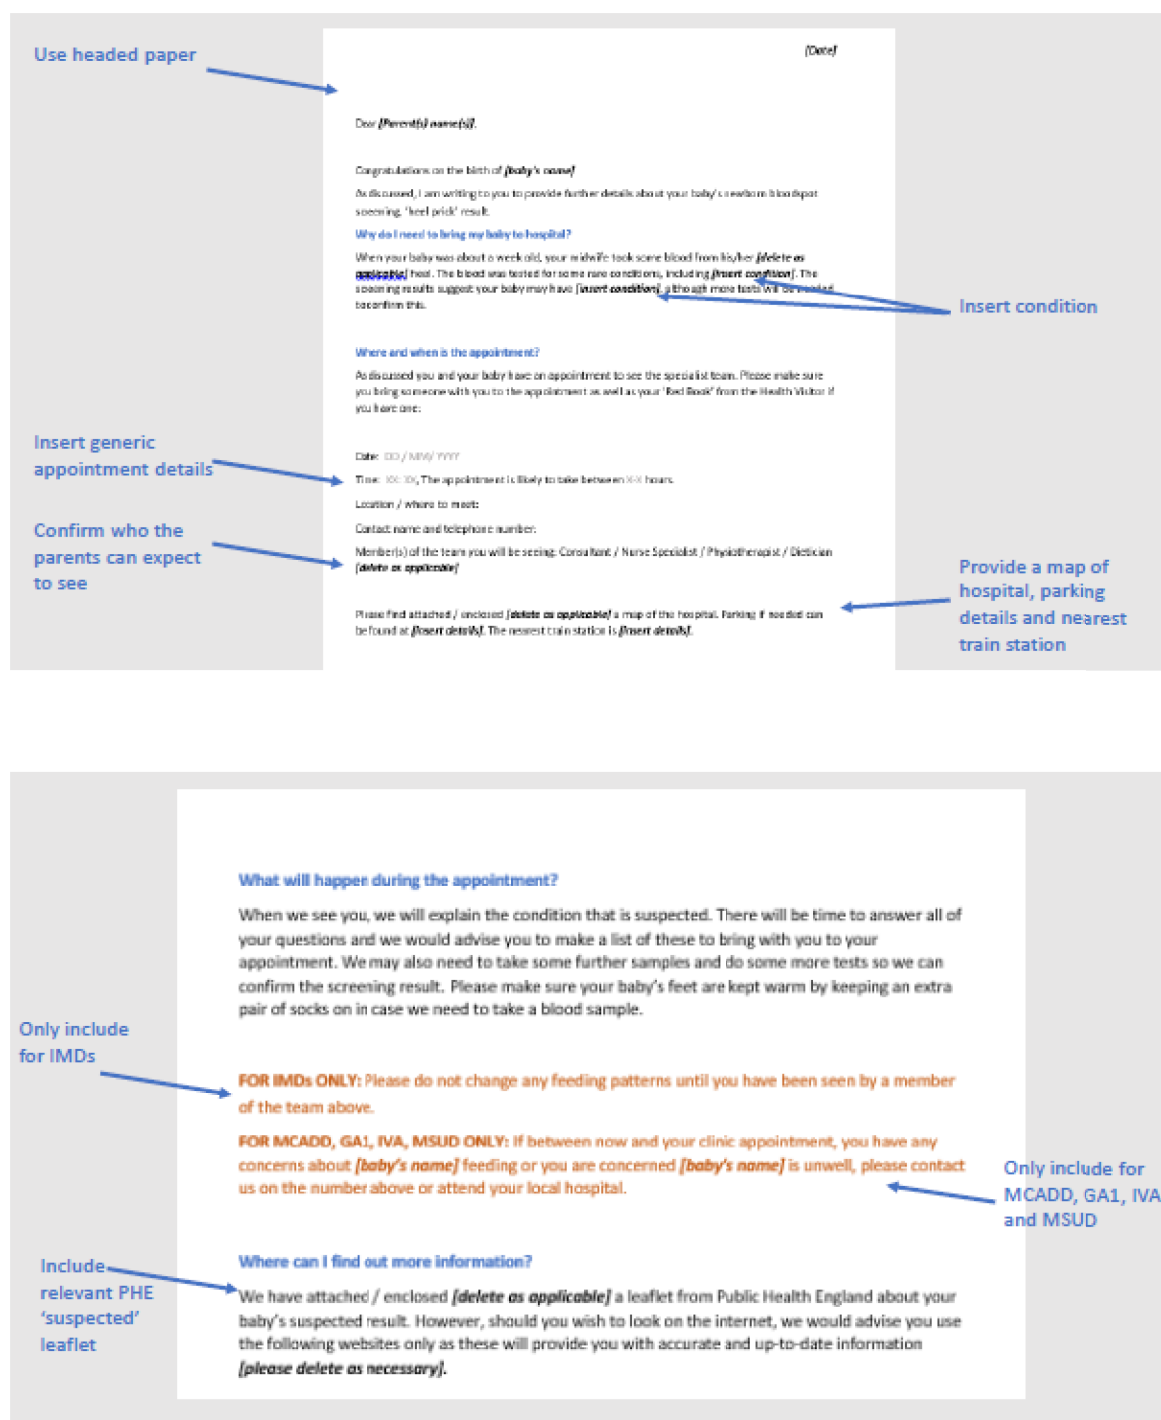 Use headed paper
[Date]
Dear [Parent(s) name(s)],
Congratulations on the birth of [baby's name]
As discussed, I am writing to you to provide further details about your baby's newborn bloodspot
screening, 'heel prick' result.
Why do I need to bring my baby to hospital?
When your baby was about a week old, your midwife took some blood from his/her [delete as
applicable] heel. The blood was tested for some rare conditions, including [insert condition]. The
screening results suggest your baby may have [insert condition], although more tests will be needed
to confirm this.
Insert condition
Where and when is the appointment?
As discussed you and your baby have an appointment to see the specialist team. Please make sure
you bring someone with you to the appointment as well as your 'Red Book' from the Health Visitor if
you have one:
Insert generic
appointment details
Date: DD / MM/ YYYY
Time: XX: XX, The appointment is likely to take between X-X hours.
Location / where to meet:
Contact name and telephone number:
Confirm who the
parents can expect
to see
Member(s) of the team you will be seeing: Consultant / Nurse Specialist / Physiotherapist / Dietician
[delete as applicable]
Please find attached / enclosed [delete as applicable] a map of the hospital. Parking if needed can
be found at [insert details]. The nearest train station is [insert details].
Provide a map of
hospital, parking
details and nearest
train station
What will happen during the appointment?
When we see you, we will explain the condition that is suspected. There will be time to answer all of
your questions and we would advise you to make a list of these to bring with you to your
appointment. We may also need to take some further samples and do some more tests so we can
confirm the screening result. Please make sure your baby's feet are kept warm by keeping an extra
pair of socks on in case we need to take a blood sample.
Only include
for IMDs
FOR IMDs ONLY: Please do not change any feeding patterns until you have been seen by a member
of the team above.
FOR MCADD, GA1, IVA, MSUD ONLY: If between now and your clinic appointment, you have any
concerns about [baby's name] feeding or you are concerned [baby's name] is unwell, please contact
us on the number above or attend your local hospital.
Only include for
MCADD, GA1, IVA
and MSUD
Include
relevant PHE
'suspected'
leaflet
Where can I find out more information?
We have attached / enclosed [delete as applicable] a leaflet from Public Health England about your
baby's suspected result. However, should you wish to look on the internet, we would advise you use
the following websites only as these will provide you with accurate and up-to-date information
[please delete as necessary].